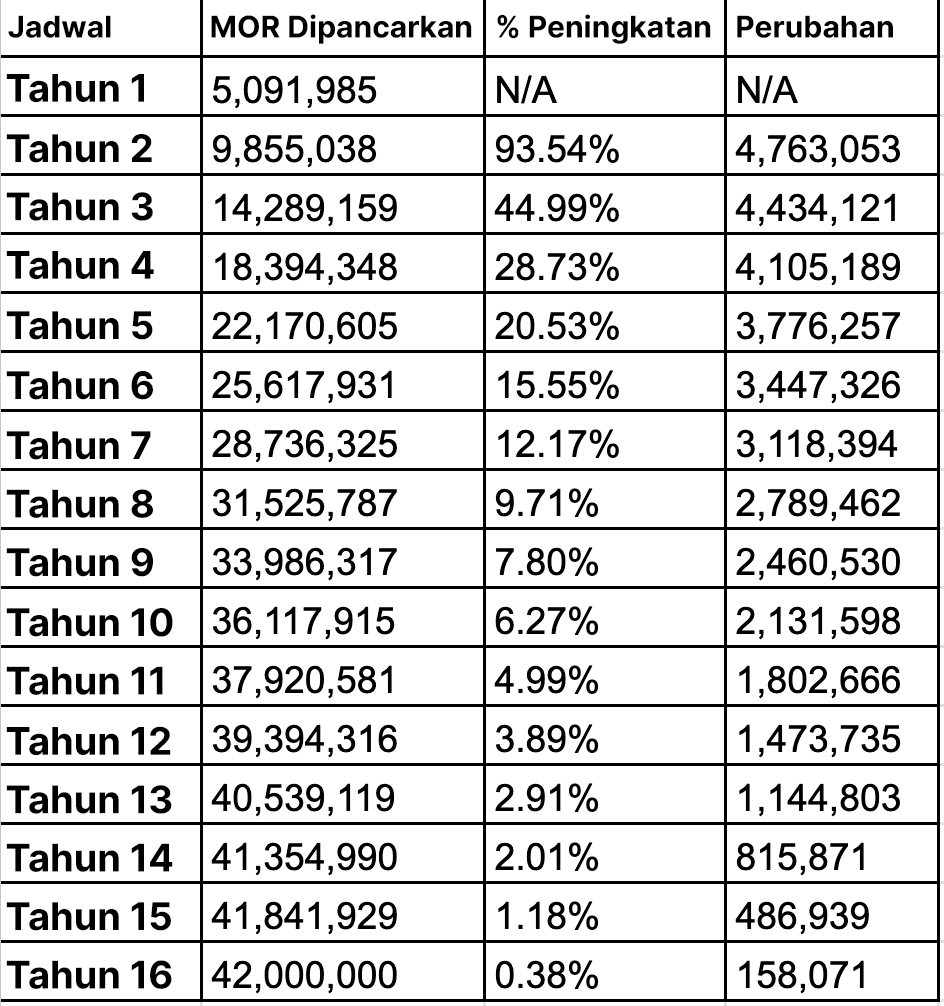 Jadwal MOR Dipancarkan % Peningkatan Perubahan
Tahun 1 5,091,985 N/A N/A
Tahun 2 9,855,038 93.54% 4,763,053
Tahun 3 14,289,159 44.99% 4,434,121
Tahun 4 18,394,348 28.73% 4,105,189
Tahun 5 22,170,605 20.53% 3,776,257
Tahun 6 25,617,931 15.55% 3,447,326
Tahun 7 28,736,325 12.17% 3,118,394
Tahun 8 31,525,787 9.71% 2,789,462
Tahun 9 33,986,317 7.80% 2,460,530
Tahun 10 36,117,915 6.27% 2,131,598
Tahun 11 37,920,581 4.99% 1,802,666
Tahun 12 39,394,316 3.89% 1,473,735
Tahun 13 40,539,119 2.91% 1,144,803
Tahun 14 41,354,990 2.01% 815,871
Tahun 15 41,841,929 1.18% 486,939
Tahun 16 42,000,000 0.38% 158,071